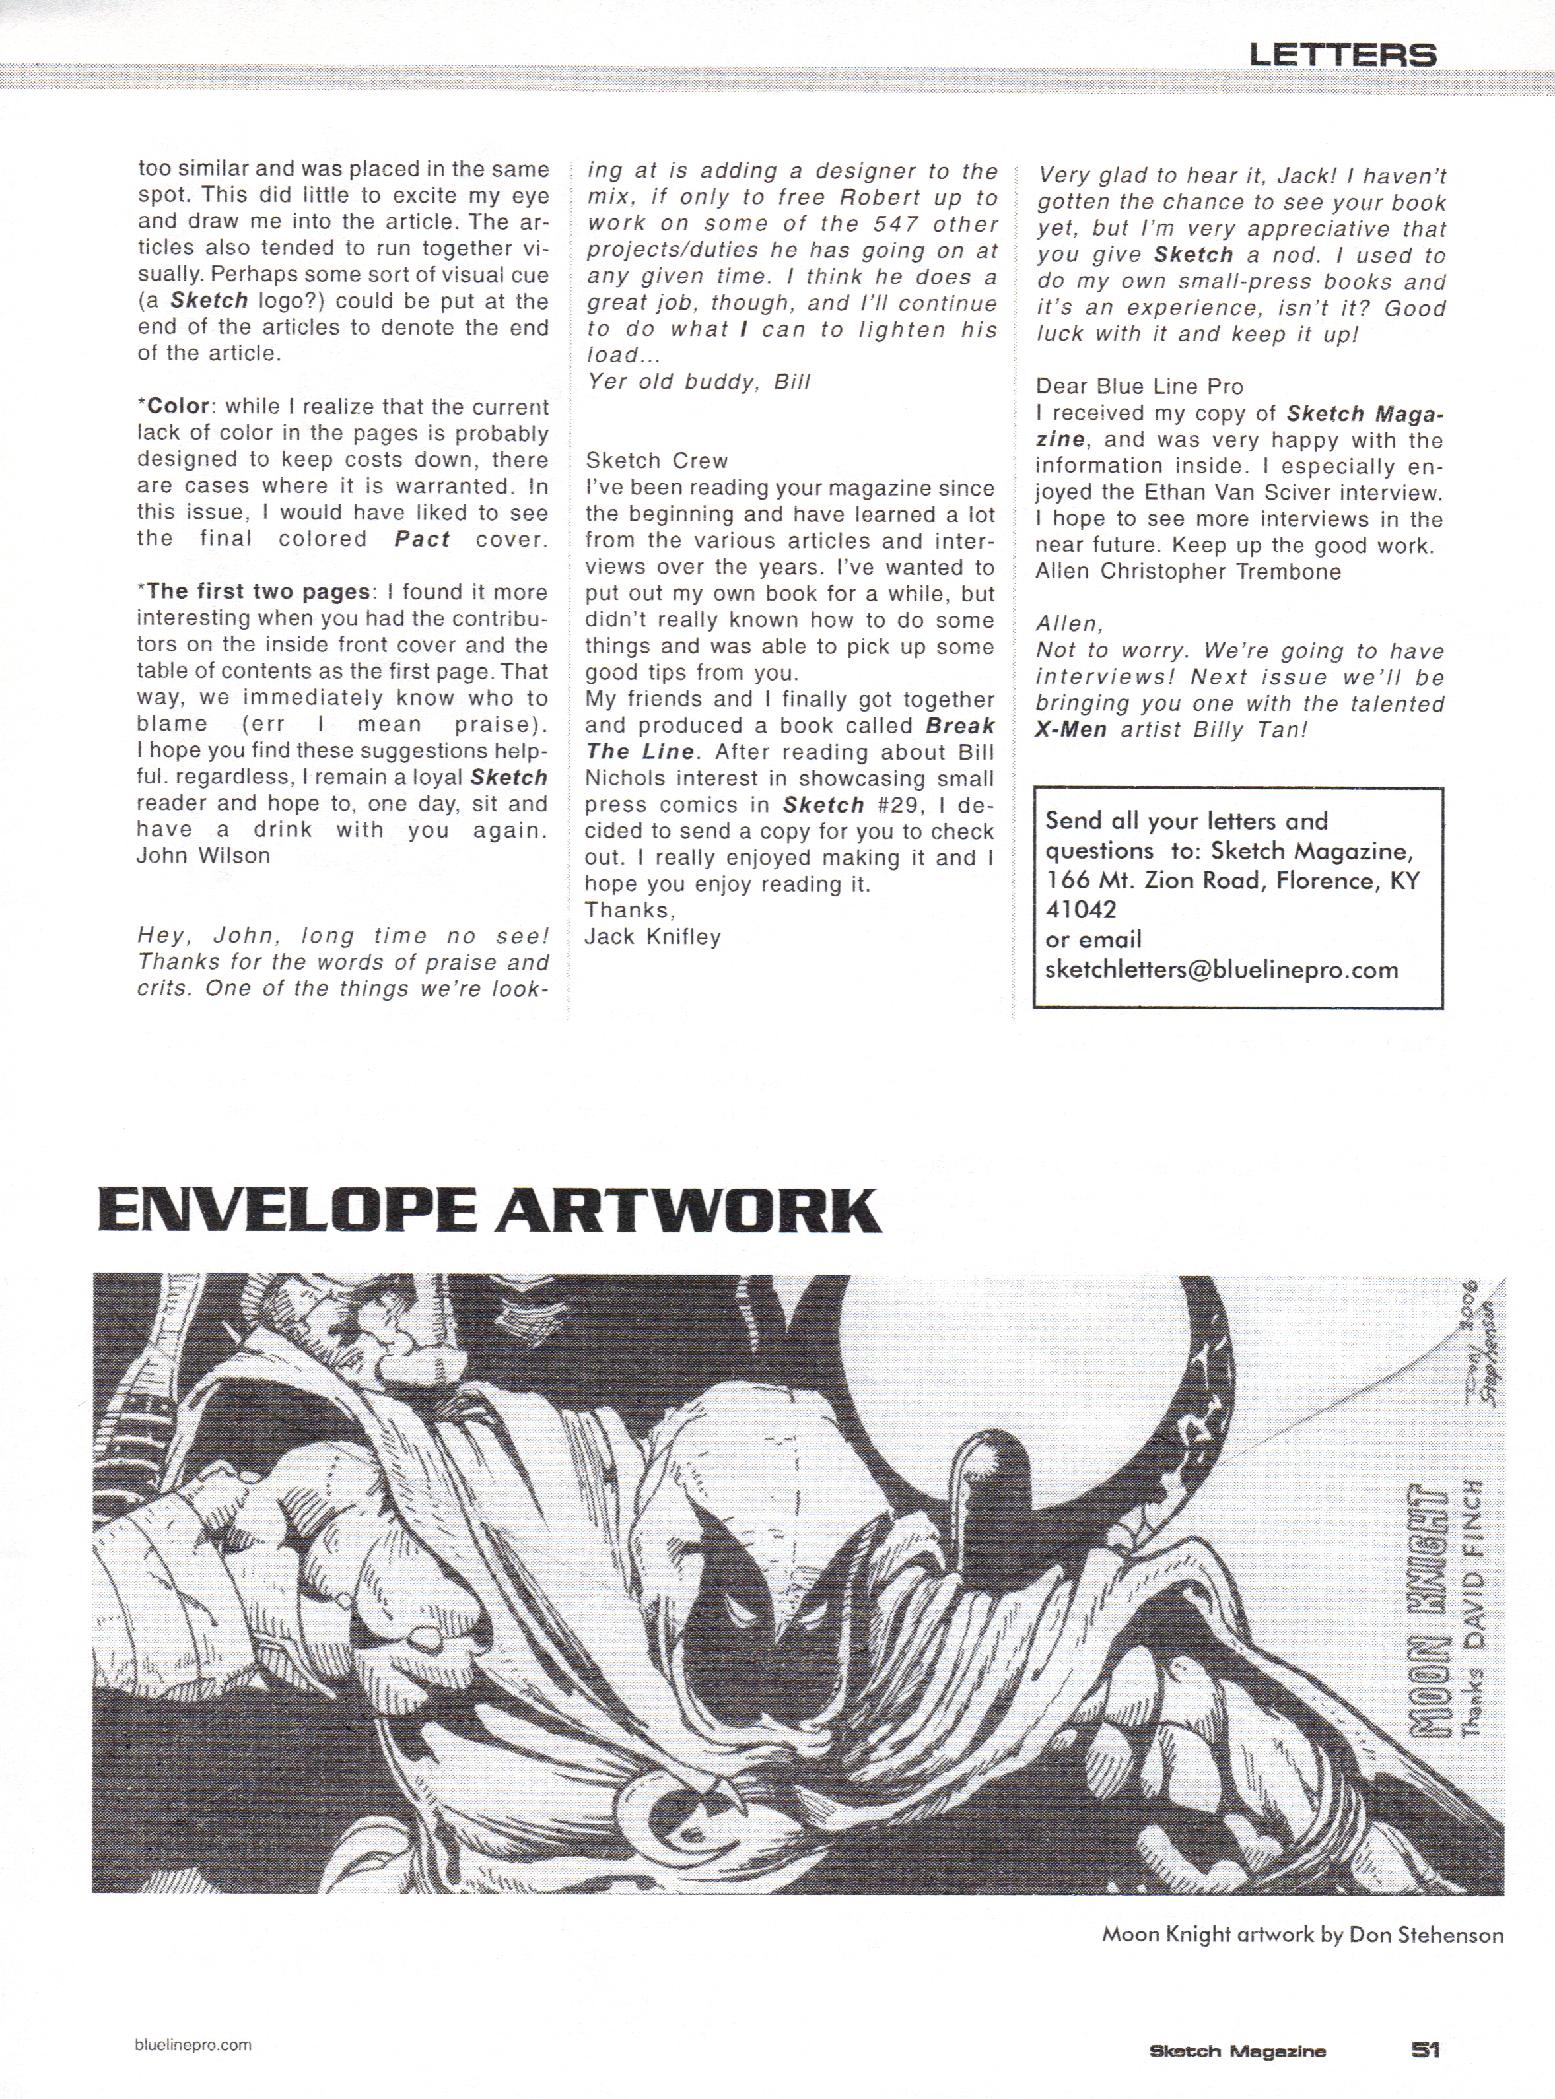 LETTERS
too similar and was placed in the same
spot. This did little to excite my eye
and draw me into the article. The ar-
ticles also tended to run together vi-
sually. Perhaps some sort of visual cue
(a Sketch logo?) could be put at the
end of the articles to denote the end
of the article.
*Color: while I realize that the current
lack of color in the pages is probably
designed to keep costs down, there
are cases where it is warranted. In
this issue, I would have liked to see
the final colored Pact cover.
*The first two pages: I found it more
interesting when you had the contribu-
tors on the inside front cover and the
table of contents as the first page. That
way, we immediately know who to
blame (err I mean praise).
I hope you find these suggestions help-
ful. regardless, I remain a loyal Sketch
reader and hope to, one day, sit and
have a drink with you again.
John Wilson
Hey, John, long time no see!
Thanks for the words of praise and
crits. One of the things we're look-
ing at is adding a designer to the
mix, if only to free Robert up to
work on some of the 547 other
projects/duties he has going on at
any given time. I think he does a
great job, though, and I'll continue
to do what I can to lighten his
load...
Yer old buddy, Bill
Sketch Crew
I've been reading your magazine since
the beginning and have learned a lot
from the various articles and inter-
views over the years. I've wanted to
put out my own book for a while, but
didn't really known how to do some
things and was able to pick up some
good tips from you.
My friends and I finally got together
and produced a book called Break
The Line. After reading about Bill
Nichols interest in showcasing small
press comics in Sketch #29, I de-
cided to send a copy for you to check
out. I really enjoyed making it and I
hope you enjoy reading it.
Thanks,
Jack Knifley
Very glad to hear it, Jack! I haven't
gotten the chance to see your book
yet, but I'm very appreciative that
you give Sketch a nod. I used to
do my own small-press books and
it's an experience, isn't it? Good
luck with it and keep it up!
Dear Blue Line Pro
I received my copy of Sketch Maga-
zine, and was very happy with the
information inside. I especially en-
joyed the Ethan Van Sciver interview.
I hope to see more interviews in the
near future. Keep up the good work.
Allen Christopher Trembone
Allen,
Not to worry. We're going to have
interviews! Next issue we'll be
bringing you one with the talented
X-Men artist Billy Tan!
Send all your letters and
questions to: Sketch Magazine,
166 Mt. Zion Road, Florence, KY
41042
or email
sketchletters@bluelinepro.com
ENVELOPE ARTWORK
MOON KNIGHT
Thanks DAVID FINCH
Don 2006
Stephenson
Moon Knight artwork by Don Stehenson
bluelinepro.com
Sketch Magazine 51